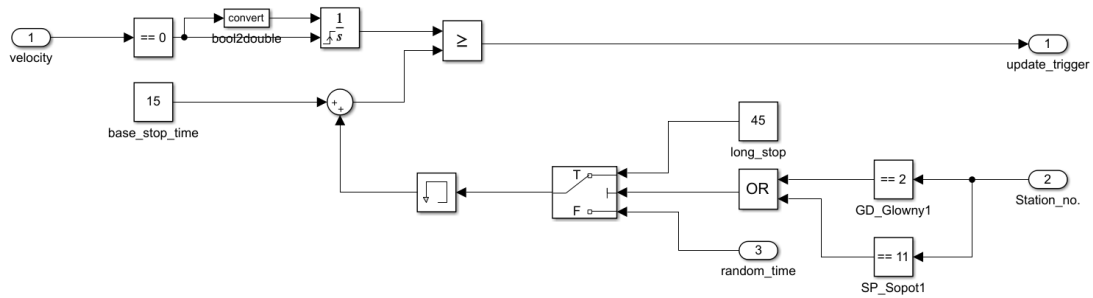 1
velocity
== 0
convert
bool2double
1
s
≥
1
update_trigger
15
base_stop_time
+
+
45
long_stop
T
F
OR
== 2
GD_Glowny1
2
Station_no.
== 11
SP_Sopot1
3
random_time